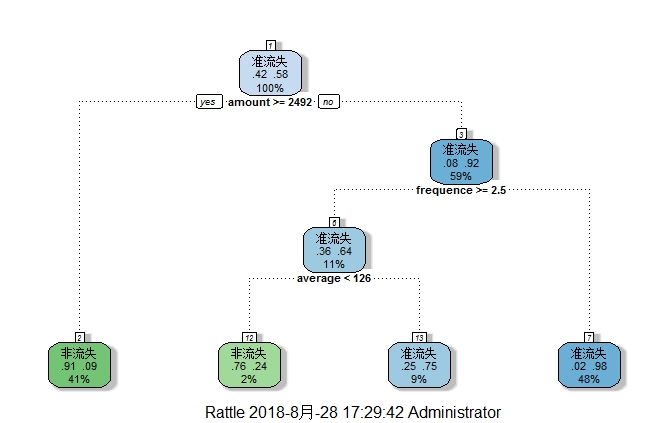 1
准流失
.42 .58
100%
yes amount >= 2492 no
3
准流失
.08 .92
59%
frequence >= 2.5
6
准流失
.36 .64
11%
average < 126
2
非流失
.91 .09
41%
12
非流失
.76 .24
2%
13
准流失
.25 .75
9%
7
准流失
.02 .98
48%
Rattle 2018-8月-28 17:29:42 Administrator